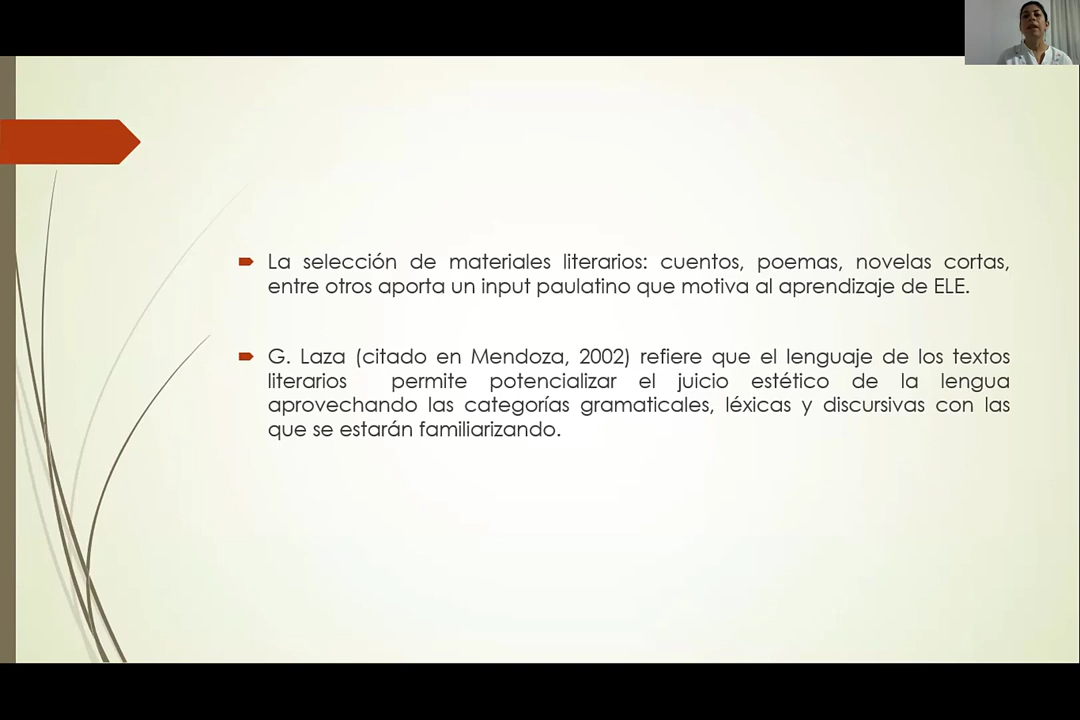 La selección de materiales literarios: cuentos, poemas, novelas cortas,
entre otros aporta un input paulatino que motiva al aprendizaje de ELE.
G. Laza (citado en Mendoza, 2002) refiere que el lenguaje de los textos
literarios permite potencializar el juicio estético de la lengua
aprovechando las categorías gramaticales, léxicas y discursivas con las
que se estarán familiarizando.